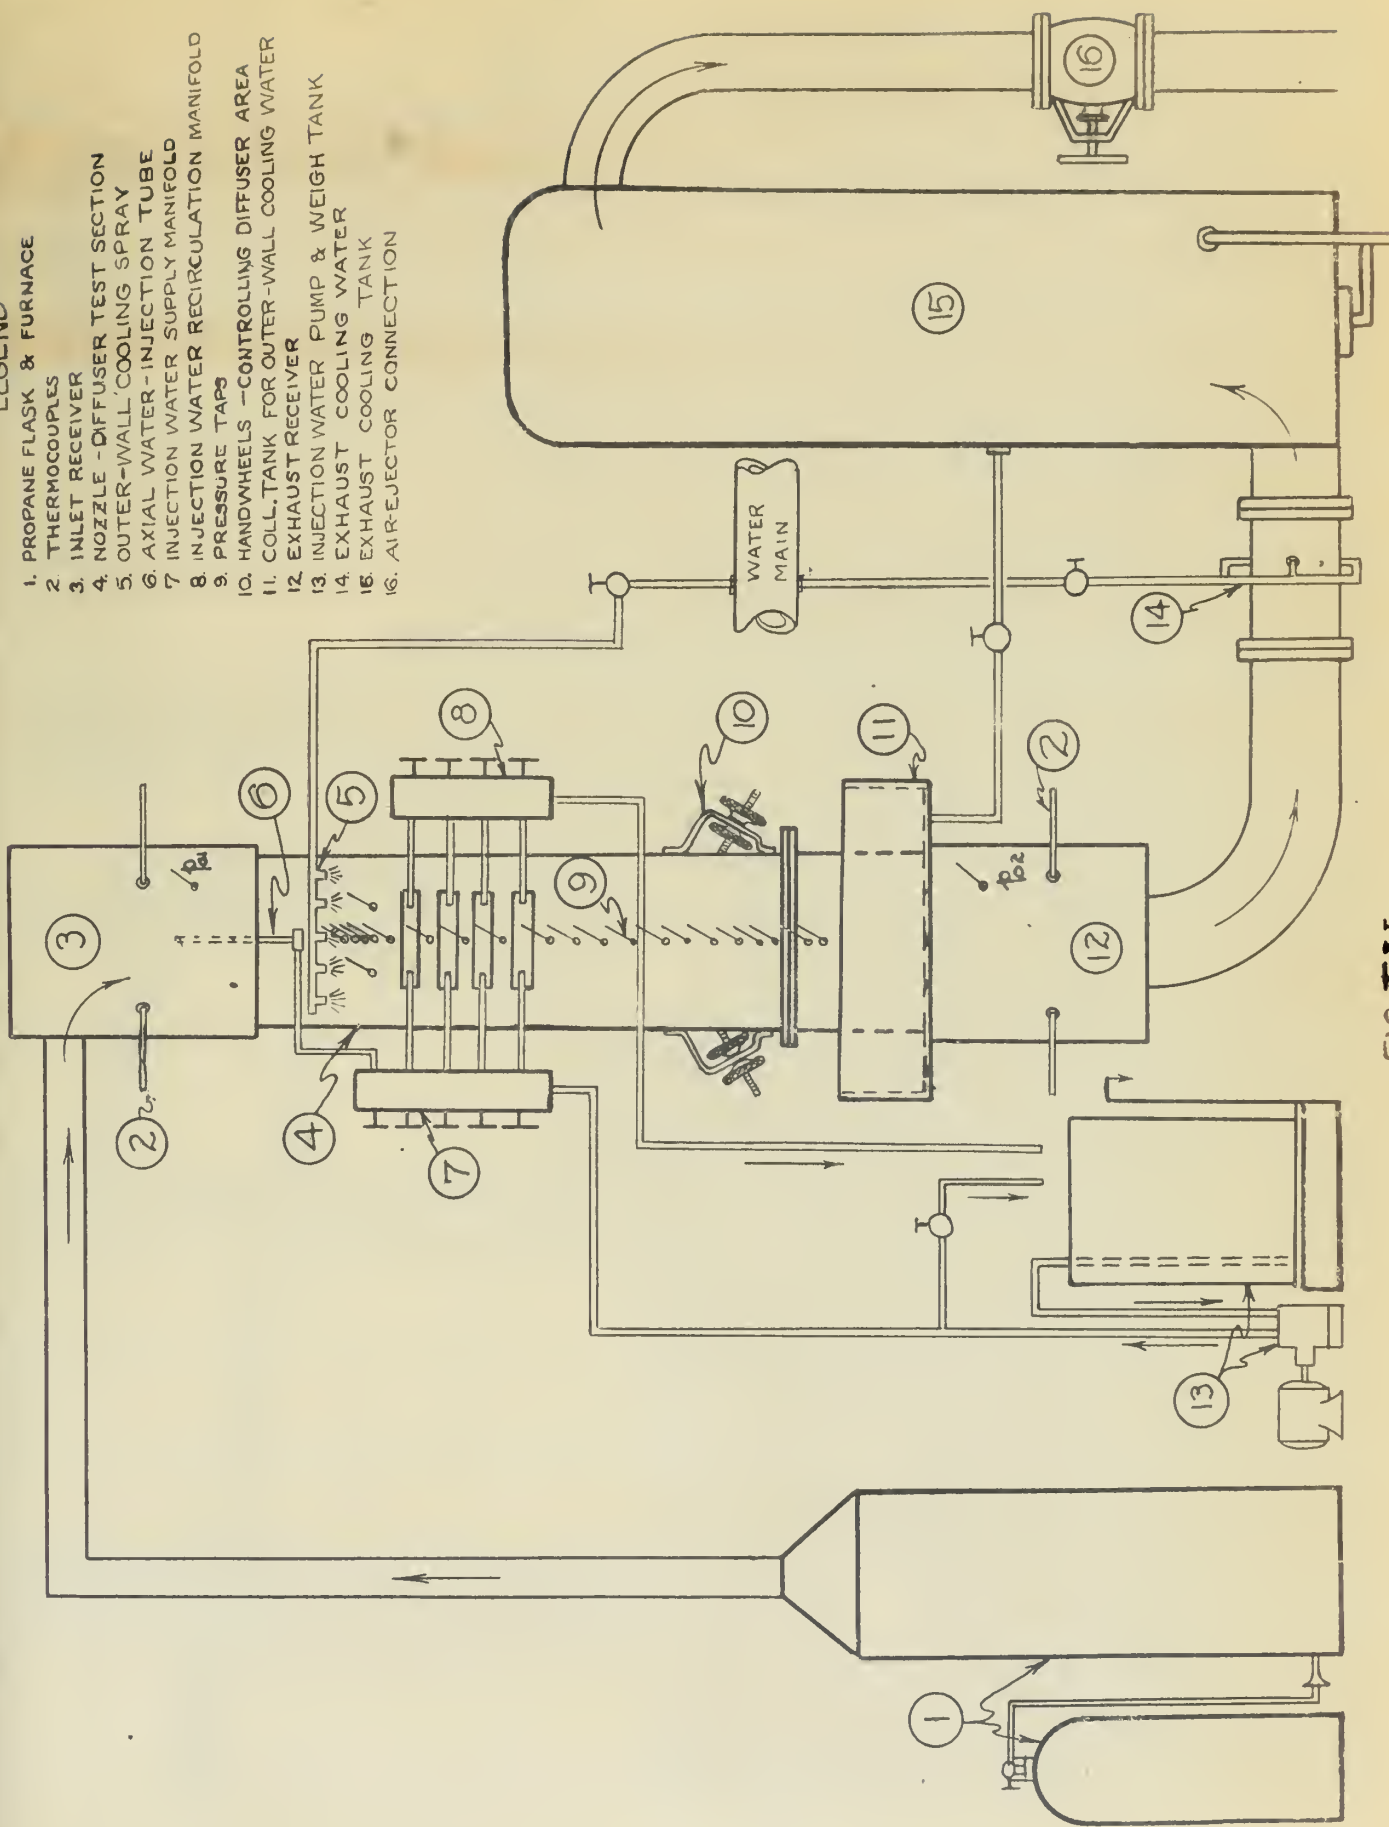 LEGEND
1. PROPANE FLASK & FURNACE
2 THERMOCOUPLES
3. INLET RECEIVER
4. NOZZLE-DIFFUSER TEST SECTION
5. OUTER-WALL COOLING SPRAY
6. AXIAL WATER-INJECTION TUBE
7 INJECTION WATER SUPPLY MANIFOLD
8. INJECTION WATER RECIRCULATION MANIFOLD
9. PRESSURE TAPS
10. HANDWHEELS -CONTROLLING DIFFUSER AREA
11. COLL.TANK FOR OUTER-WALL COOLING WATER
12 EXHAUST RECEIVER
13. INJECTION WATER PUMP & WEIGH TANK
14. EXHAUST COOLING WATER
15. EXHAUST COOLING TANK
16. AIR-EJECTOR CONNECTION
3
2
P01
6
5
4
7
8
9
10
11
2
P02
12
WATER
MAIN
14
15
16
13
1